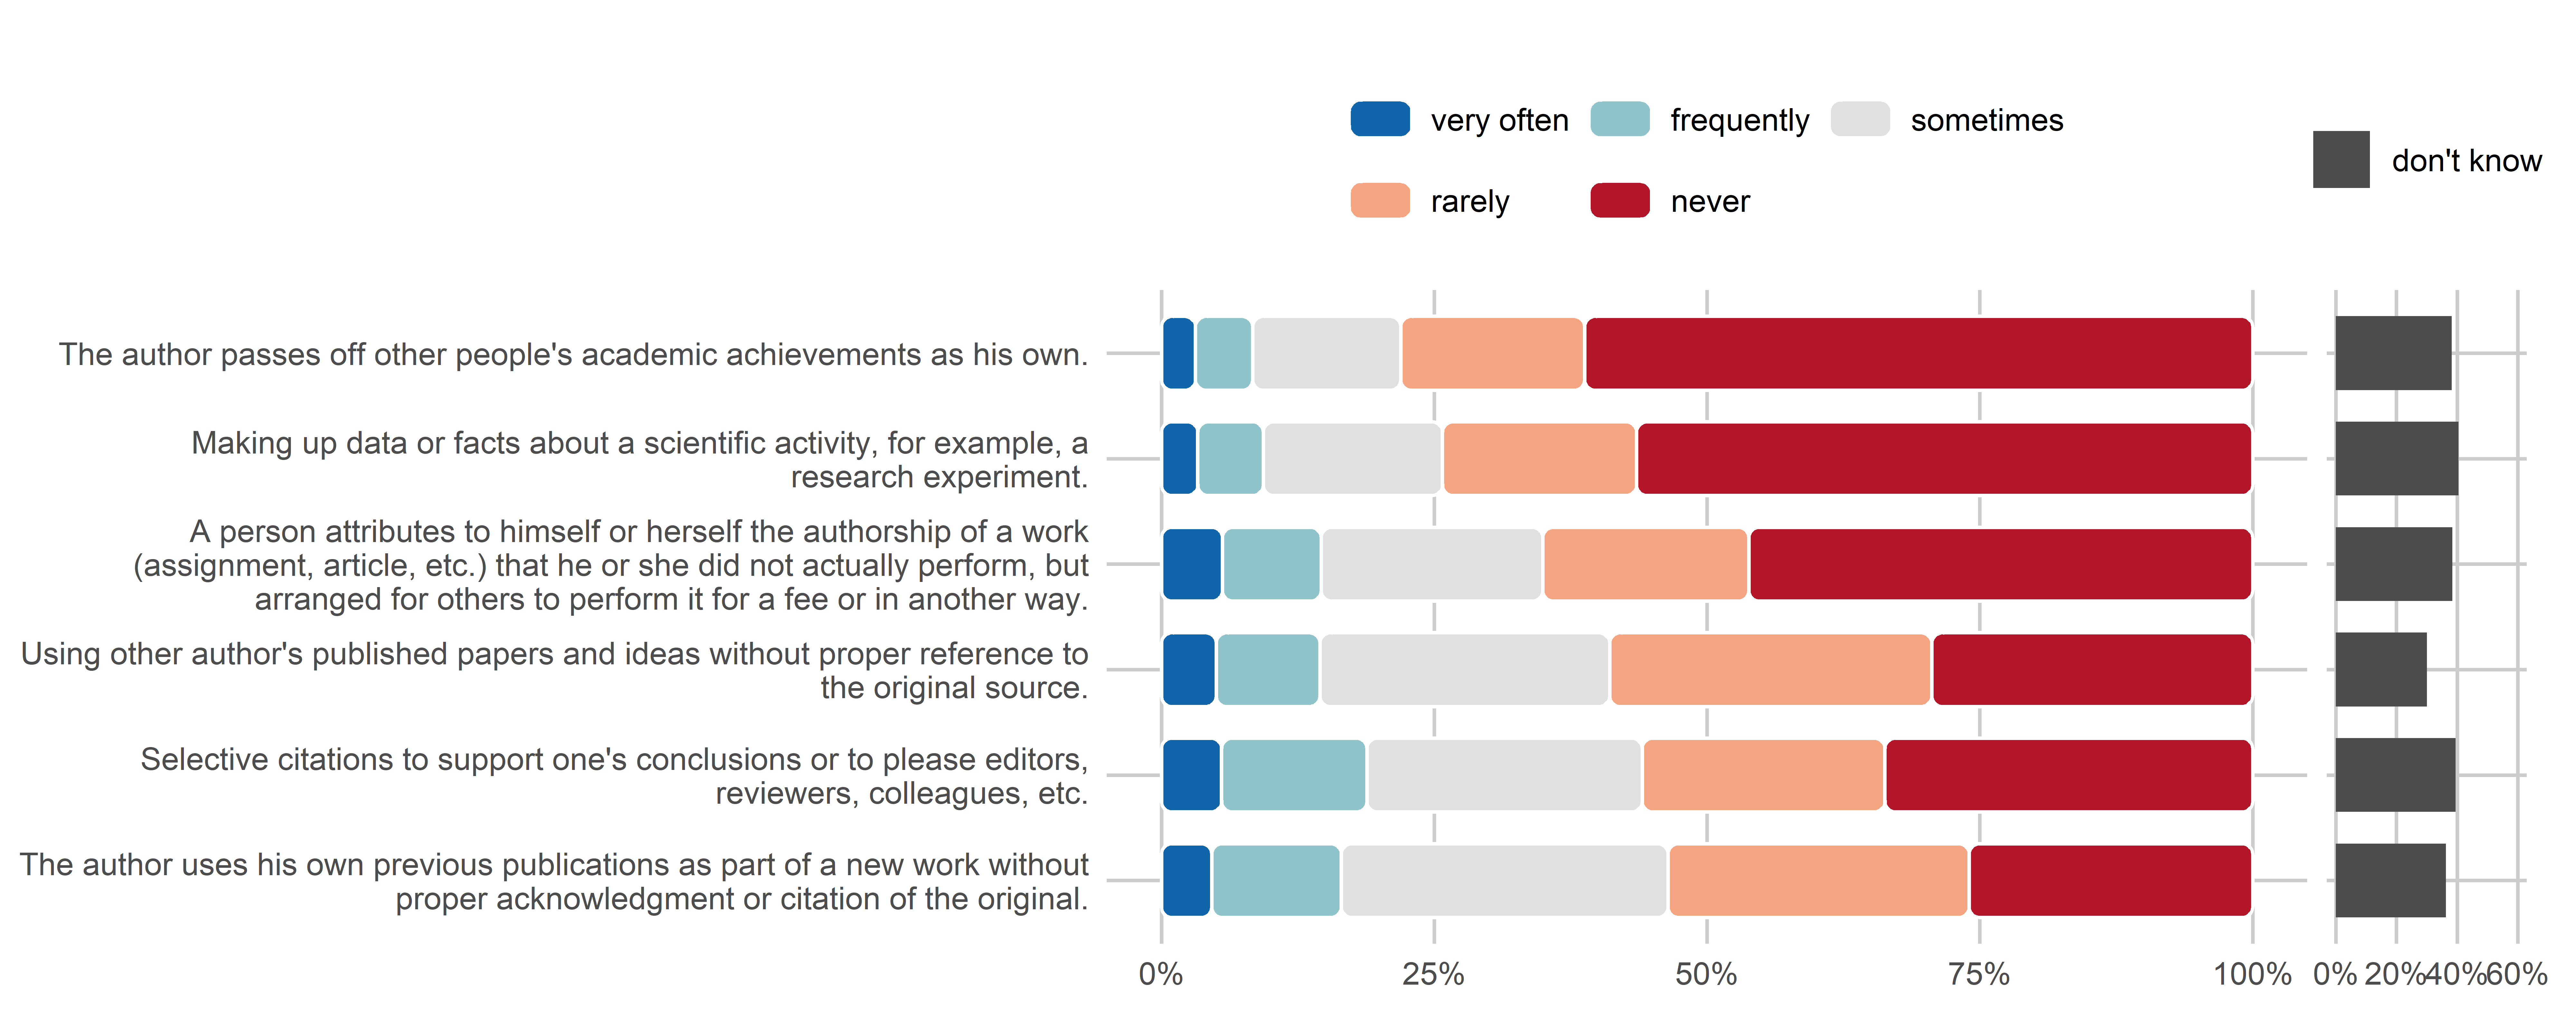 very often
frequently
sometimes
rarely
never
don't know
The author passes off other people's academic achievements as his own.
Making up data or facts about a scientific activity, for example, a
research experiment.
A person attributes to himself or herself the authorship of a work
(assignment, article, etc.) that he or she did not actually perform, but
arranged for others to perform it for a fee or in another way.
Using other author's published papers and ideas without proper reference to
the original source.
Selective citations to support one's conclusions or to please editors,
reviewers, colleagues, etc.
The author uses his own previous publications as part of a new work without
proper acknowledgment or citation of the original.
0% 25% 50% 75% 100%
0% 20% 40% 60%